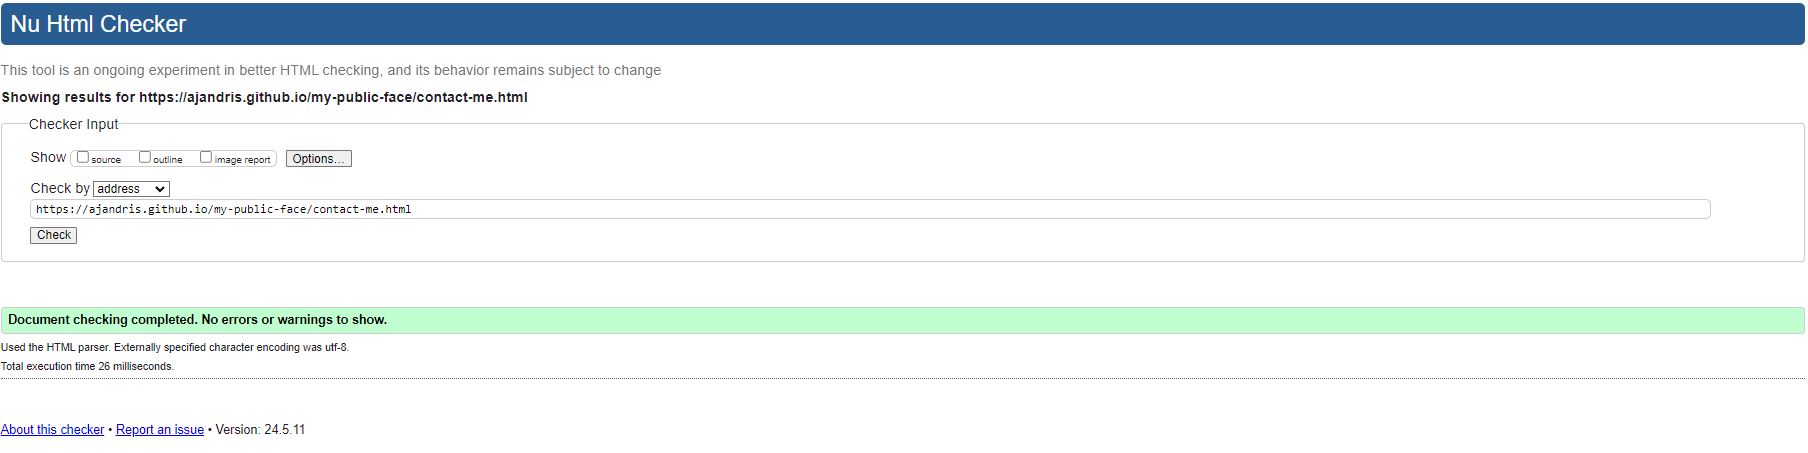 Nu Html Checker
This tool is an ongoing experiment in better HTML checking, and its behavior remains subject to change
Showing results for https://ajandris.github.io/my-public-face/contact-me.html
Checker Input
Show source outline image report Options...
Check by address
https://ajandris.github.io/my-public-face/contact-me.html
Check
Document checking completed. No errors or warnings to show.
Used the HTML parser. Externally specified character encoding was utf-8.
Total execution time 26 milliseconds.
About this checker • Report an issue • Version: 24.5.11